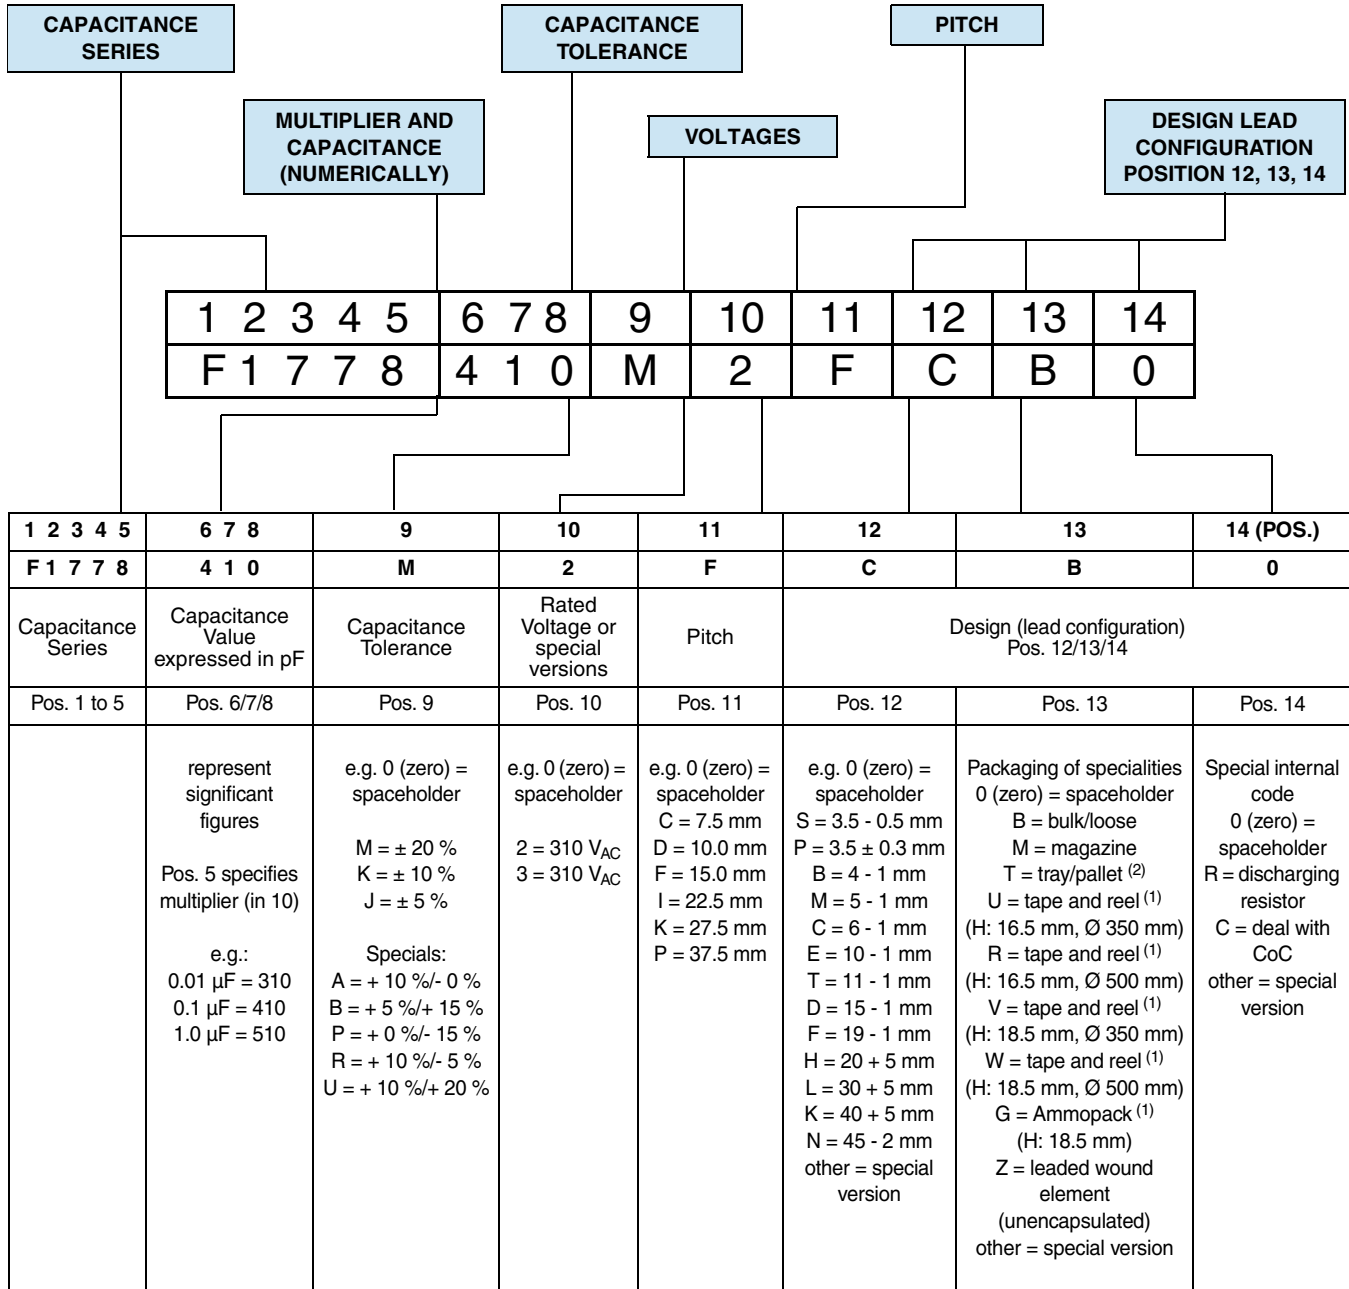 CAPACITANCE
SERIES
CAPACITANCE
TOLERANCE
PITCH
MULTIPLIER AND
CAPACITANCE
(NUMERICALLY)
VOLTAGES
DESIGN LEAD
CONFIGURATION
POSITION 12, 13, 14
1 2 3 4 5 6 7 8 9 10 11 12 13 14
F 1 7 7 8 4 1 0 M 2 F C B 0
1 2 3 4 5 6 7 8 9 10 11 12 13 14 (POS.)
F 1 7 7 8 4 1 0 M 2 F C B 0
Capacitance
Series
Capacitance
Value
expressed in pF
Capacitance
Tolerance
Rated
Voltage or
special
versions
Pitch
Design (lead configuration)
Pos. 12/13/14
Pos. 1 to 5 Pos. 6/7/8 Pos. 9 Pos. 10 Pos. 11 Pos. 12 Pos. 13 Pos. 14
represent
significant
figures
Pos. 5 specifies
multiplier (in 10)
e.g.:
0.01 µF = 310
0.1 µF = 410
1.0 µF = 510
e.g. 0 (zero) =
spaceholder
M = ± 20 %
K = ± 10 %
J = ± 5 %
Specials:
A = + 10 %/- 0 %
B = + 5 %/+ 15 %
P = + 0 %/- 15 %
R = + 10 %/- 5 %
U = + 10 %/+ 20 %
e.g. 0 (zero) =
spaceholder
2 = 310 VAC
3 = 310 VAC
e.g. 0 (zero) =
spaceholder
C = 7.5 mm
D = 10.0 mm
F = 15.0 mm
I = 22.5 mm
K = 27.5 mm
P = 37.5 mm
e.g. 0 (zero) =
spaceholder
S = 3.5 - 0.5 mm
P = 3.5 ± 0.3 mm
B = 4 - 1 mm
M = 5 - 1 mm
C = 6 - 1 mm
E = 10 - 1 mm
T = 11 - 1 mm
D = 15 - 1 mm
F = 19 - 1 mm
H = 20 + 5 mm
L = 30 + 5 mm
K = 40 + 5 mm
N = 45 - 2 mm
other = special
version
Packaging of specialities
0 (zero) = spaceholder
B = bulk/loose
M = magazine
T = tray/pallet (2)
U = tape and reel (1)
(H: 16.5 mm, Ø 350 mm)
R = tape and reel (1)
(H: 16.5 mm, Ø 500 mm)
V = tape and reel (1)
(H: 18.5 mm, Ø 350 mm)
W = tape and reel (1)
(H: 18.5 mm, Ø 500 mm)
G = Ammopack (1)
(H: 18.5 mm)
Z = leaded wound
element
(unencapsulated)
other = special version
Special internal
code
0 (zero) =
spaceholder
R = discharging
resistor
C = deal with
CoC
other = special
version